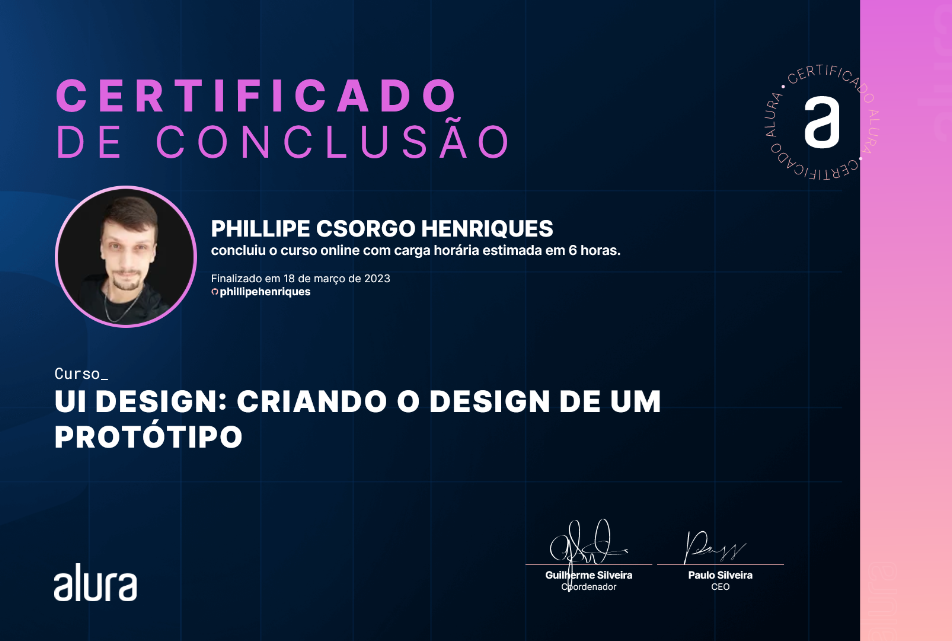 CERTIFICADO
DE CONCLUSÃO
CERTIFICADO ALURA • CERTIFICADO ALURA •
a
PHILLIPE CSORGO HENRIQUES
concluiu o curso online com carga horária estimada em 6 horas.
Finalizado em 18 de março de 2023
phillipehenriques
Curso_
UI DESIGN: CRIANDO O DESIGN DE UM
PROTÓTIPO
Guilherme Silveira
Coordenador
Paulo Silveira
CEO
alura